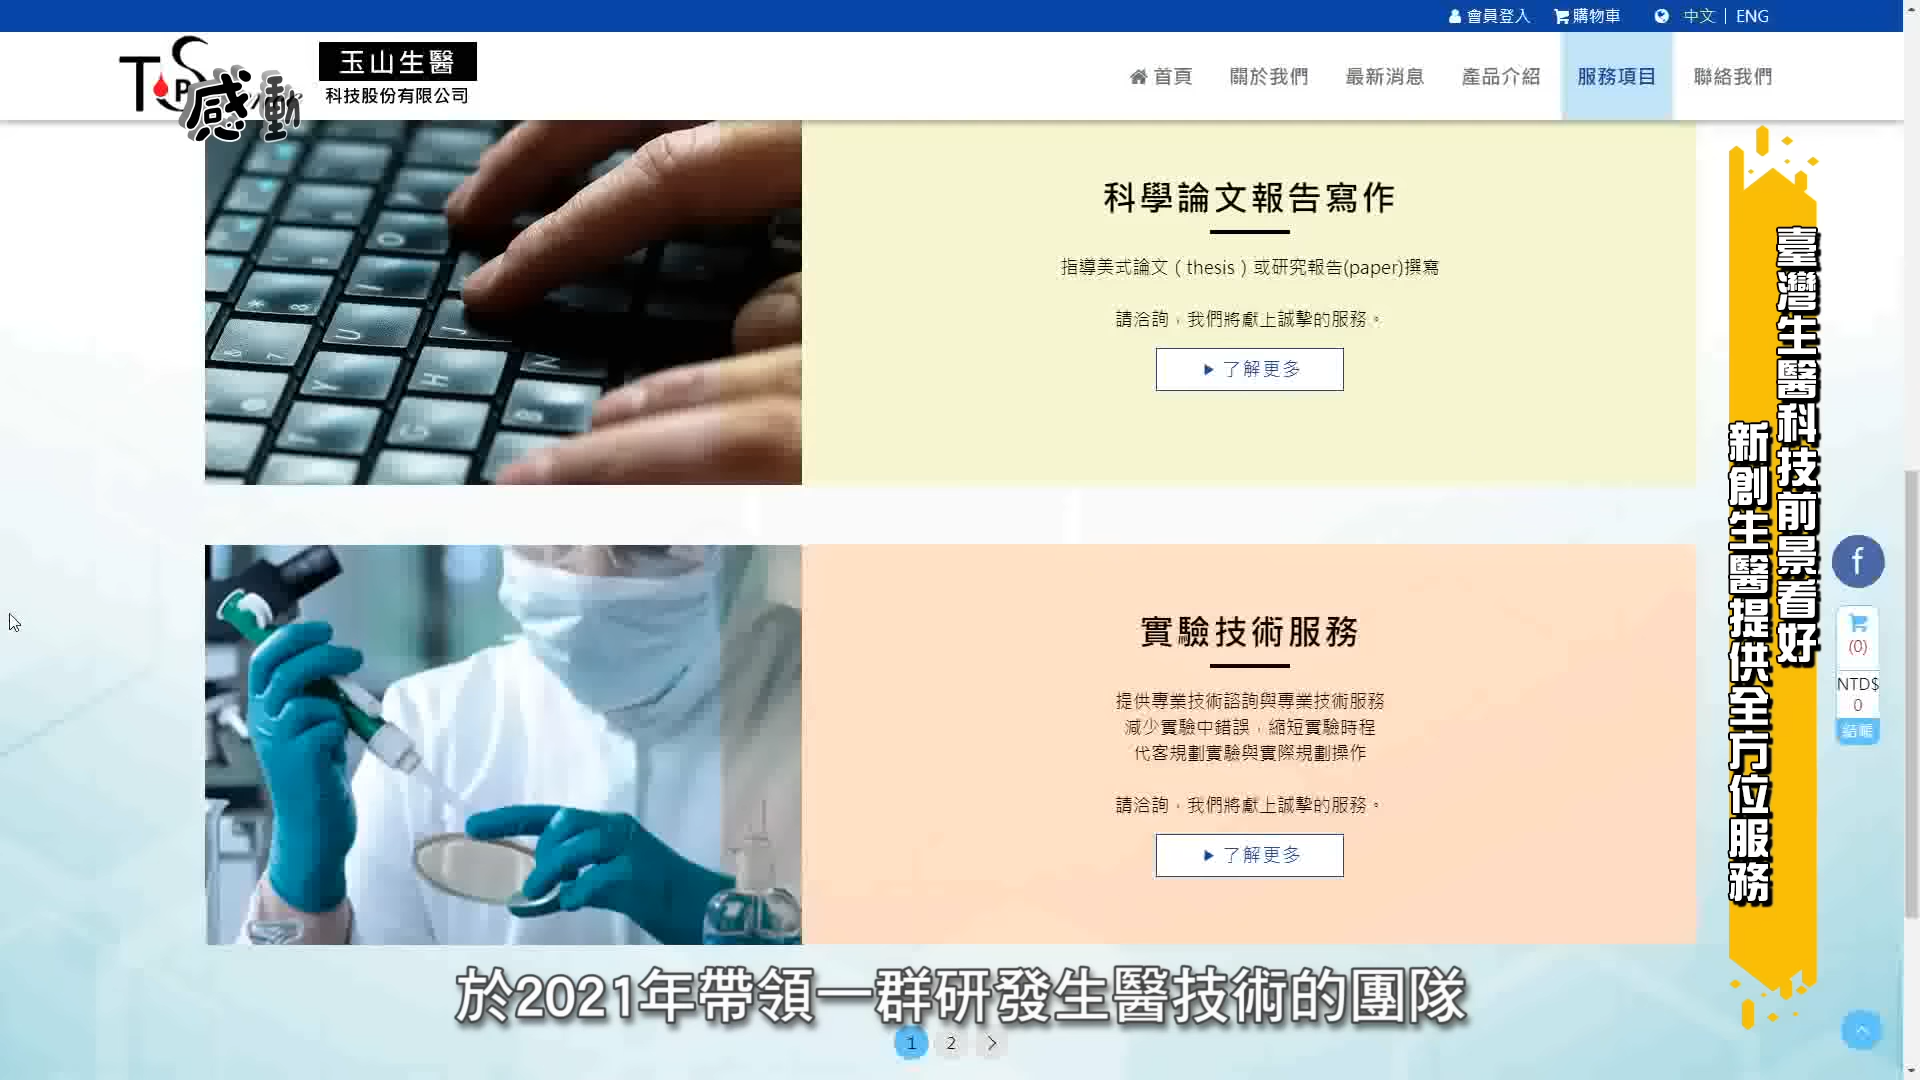 會員登入
購物車
中文 | ENG
玉山生醫
科技股份有限公司
感動
首頁
關於我們
最新消息
產品介紹
服務項目
聯絡我們
科學論文報告寫作
指導美式論文（thesis）或研究報告(paper)撰寫
請洽詢，我們將獻上誠摯的服務。
了解更多
實驗技術服務
提供專業技術諮詢與專業技術服務
減少實驗中錯誤，縮短實驗時程
代客規劃實驗與實際規劃操作
請洽詢，我們將獻上誠摯的服務。
了解更多
臺灣生醫科技前景看好
新創生醫提供全方位服務
f
(0)
NTD$
0
結帳
於2021年帶領一群研發生醫技術的團隊
1 2 >